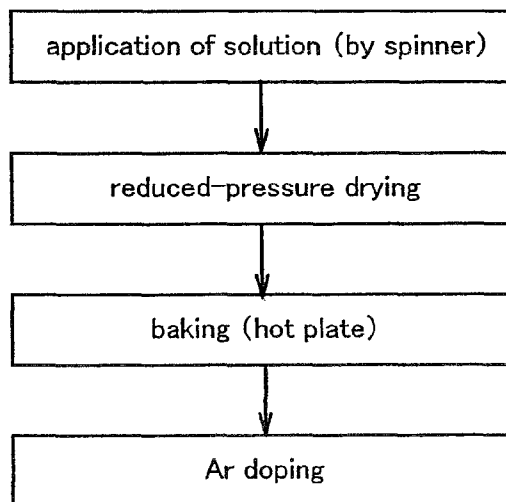 application of solution (by spinner)
reduced-pressure drying
baking (hot plate)
Ar doping